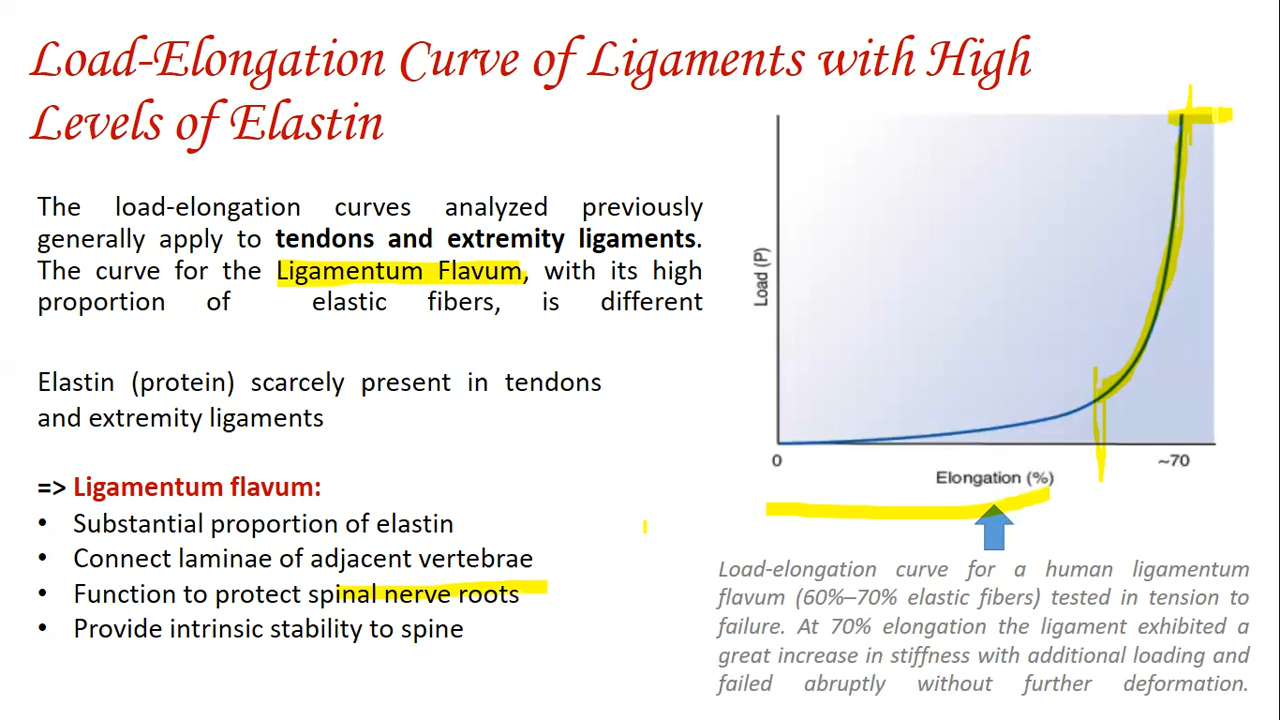 Load-Elongation Curve of Ligaments with High
Levels of Elastin
The load-elongation curves analyzed previously
generally apply to tendons and extremity ligaments.
The curve for the Ligamentum Flavum, with its high
proportion of elastic fibers, is different
Elastin (protein) scarcely present in tendons
and extremity ligaments
=> Ligamentum flavum:
• Substantial proportion of elastin
• Connect laminae of adjacent vertebrae
• Function to protect spinal nerve roots
• Provide intrinsic stability to spine
Load (P)
0
~70
Elongation (%)
Load-elongation curve for a human ligamentum
flavum (60%–70% elastic fibers) tested in tension to
failure. At 70% elongation the ligament exhibited a
great increase in stiffness with additional loading and
failed abruptly without further deformation.